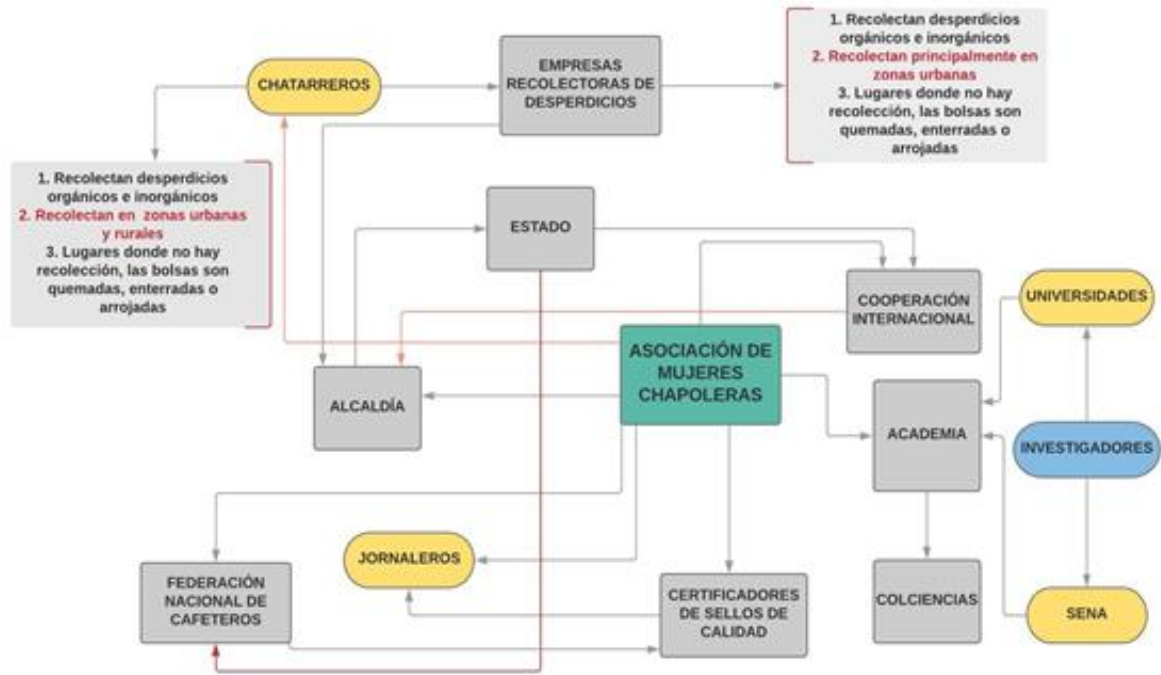 1. Recolectan desperdicios
orgánicos e inorgánicos
2. Recolectan principalmente en
zonas urbanas
3. Lugares donde no hay
recolección, las bolsas son
quemadas, enterradas o
arrojadas
EMPRESAS
RECOLECTORAS DE
DESPERDICIOS
CHATARREROS
1. Recolectan desperdicios
orgánicos e inorgánicos
2. Recolectan en zonas urbanas
y rurales
3. Lugares donde no hay
recolección, las bolsas son
quemadas, enterradas o
arrojadas
ESTADO
COOPERACIÓN
INTERNACIONAL
UNIVERSIDADES
ASOCIACIÓN DE
MUJERES
CHAPOLERAS
ALCALDÍA
ACADEMIA
INVESTIGADORES
JORNALEROS
FEDERACIÓN
NACIONAL DE
CAFETEROS
CERTIFICADORES
DE SELLOS DE
CALIDAD
COLCIENCIAS
SENA